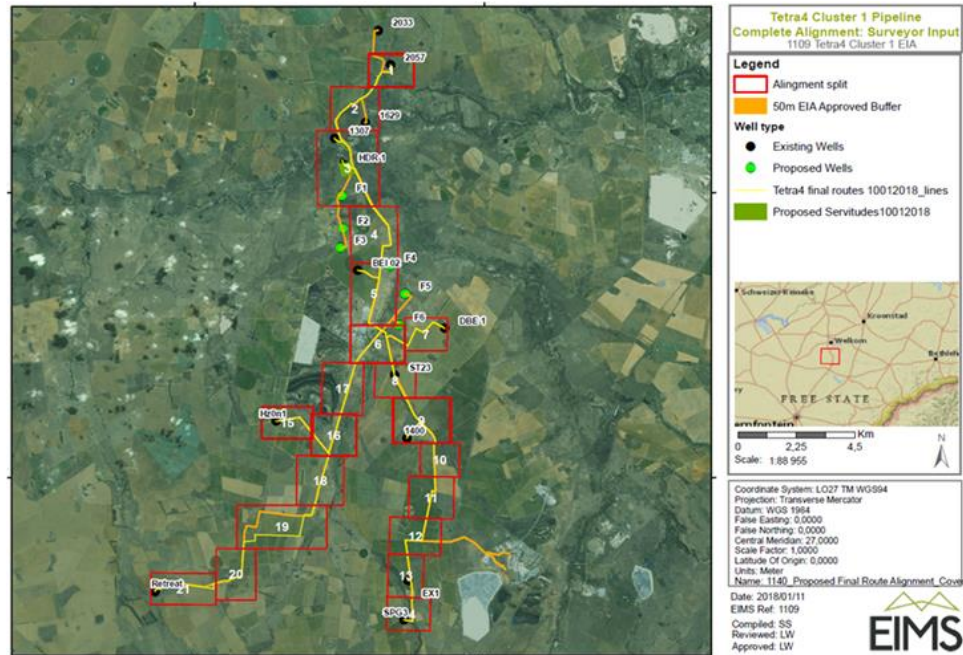 2033
2057
1
2
1629
1307
HDR 1
3
F1
F2
F3
4
F4
BEI 02
5
F5
F6
DBE 1
6
7
ST23
8
17
Hz0n1
15
16
9
1400
10
18
11
19
12
20
Retreat
21
13
EX1
SPG3
Tetra4 Cluster 1 Pipeline
Complete Alignment: Surveyor Input
1109 Tetra4 Cluster 1 EIA
Legend
Alingment split
50m EIA Approved Buffer
Well type
Existing Wells
Proposed Wells
Tetra4 final routes 10012018_lines
Proposed Servitudes10012018
Kroonstad
Welkom
FREE STATE
Km
0 2,25 4,5
N
Scale: 1:88 955
Coordinate System: LO27 TM WGS94
Projection: Transverse Mercator
Datum: WGS 1984
False Easting: 0,0000
False Northing: 0,0000
Central Meridian: 27,0000
Scale Factor: 1,0000
Latitude Of Origin: 0,0000
Units: Meter
Name: 1140_Proposed Final Route Alignment_Cove
Date: 2018/01/11
EIMS Ref: 1109
Compiled: SS
Reviewed: LW
Approved: LW
EIMS